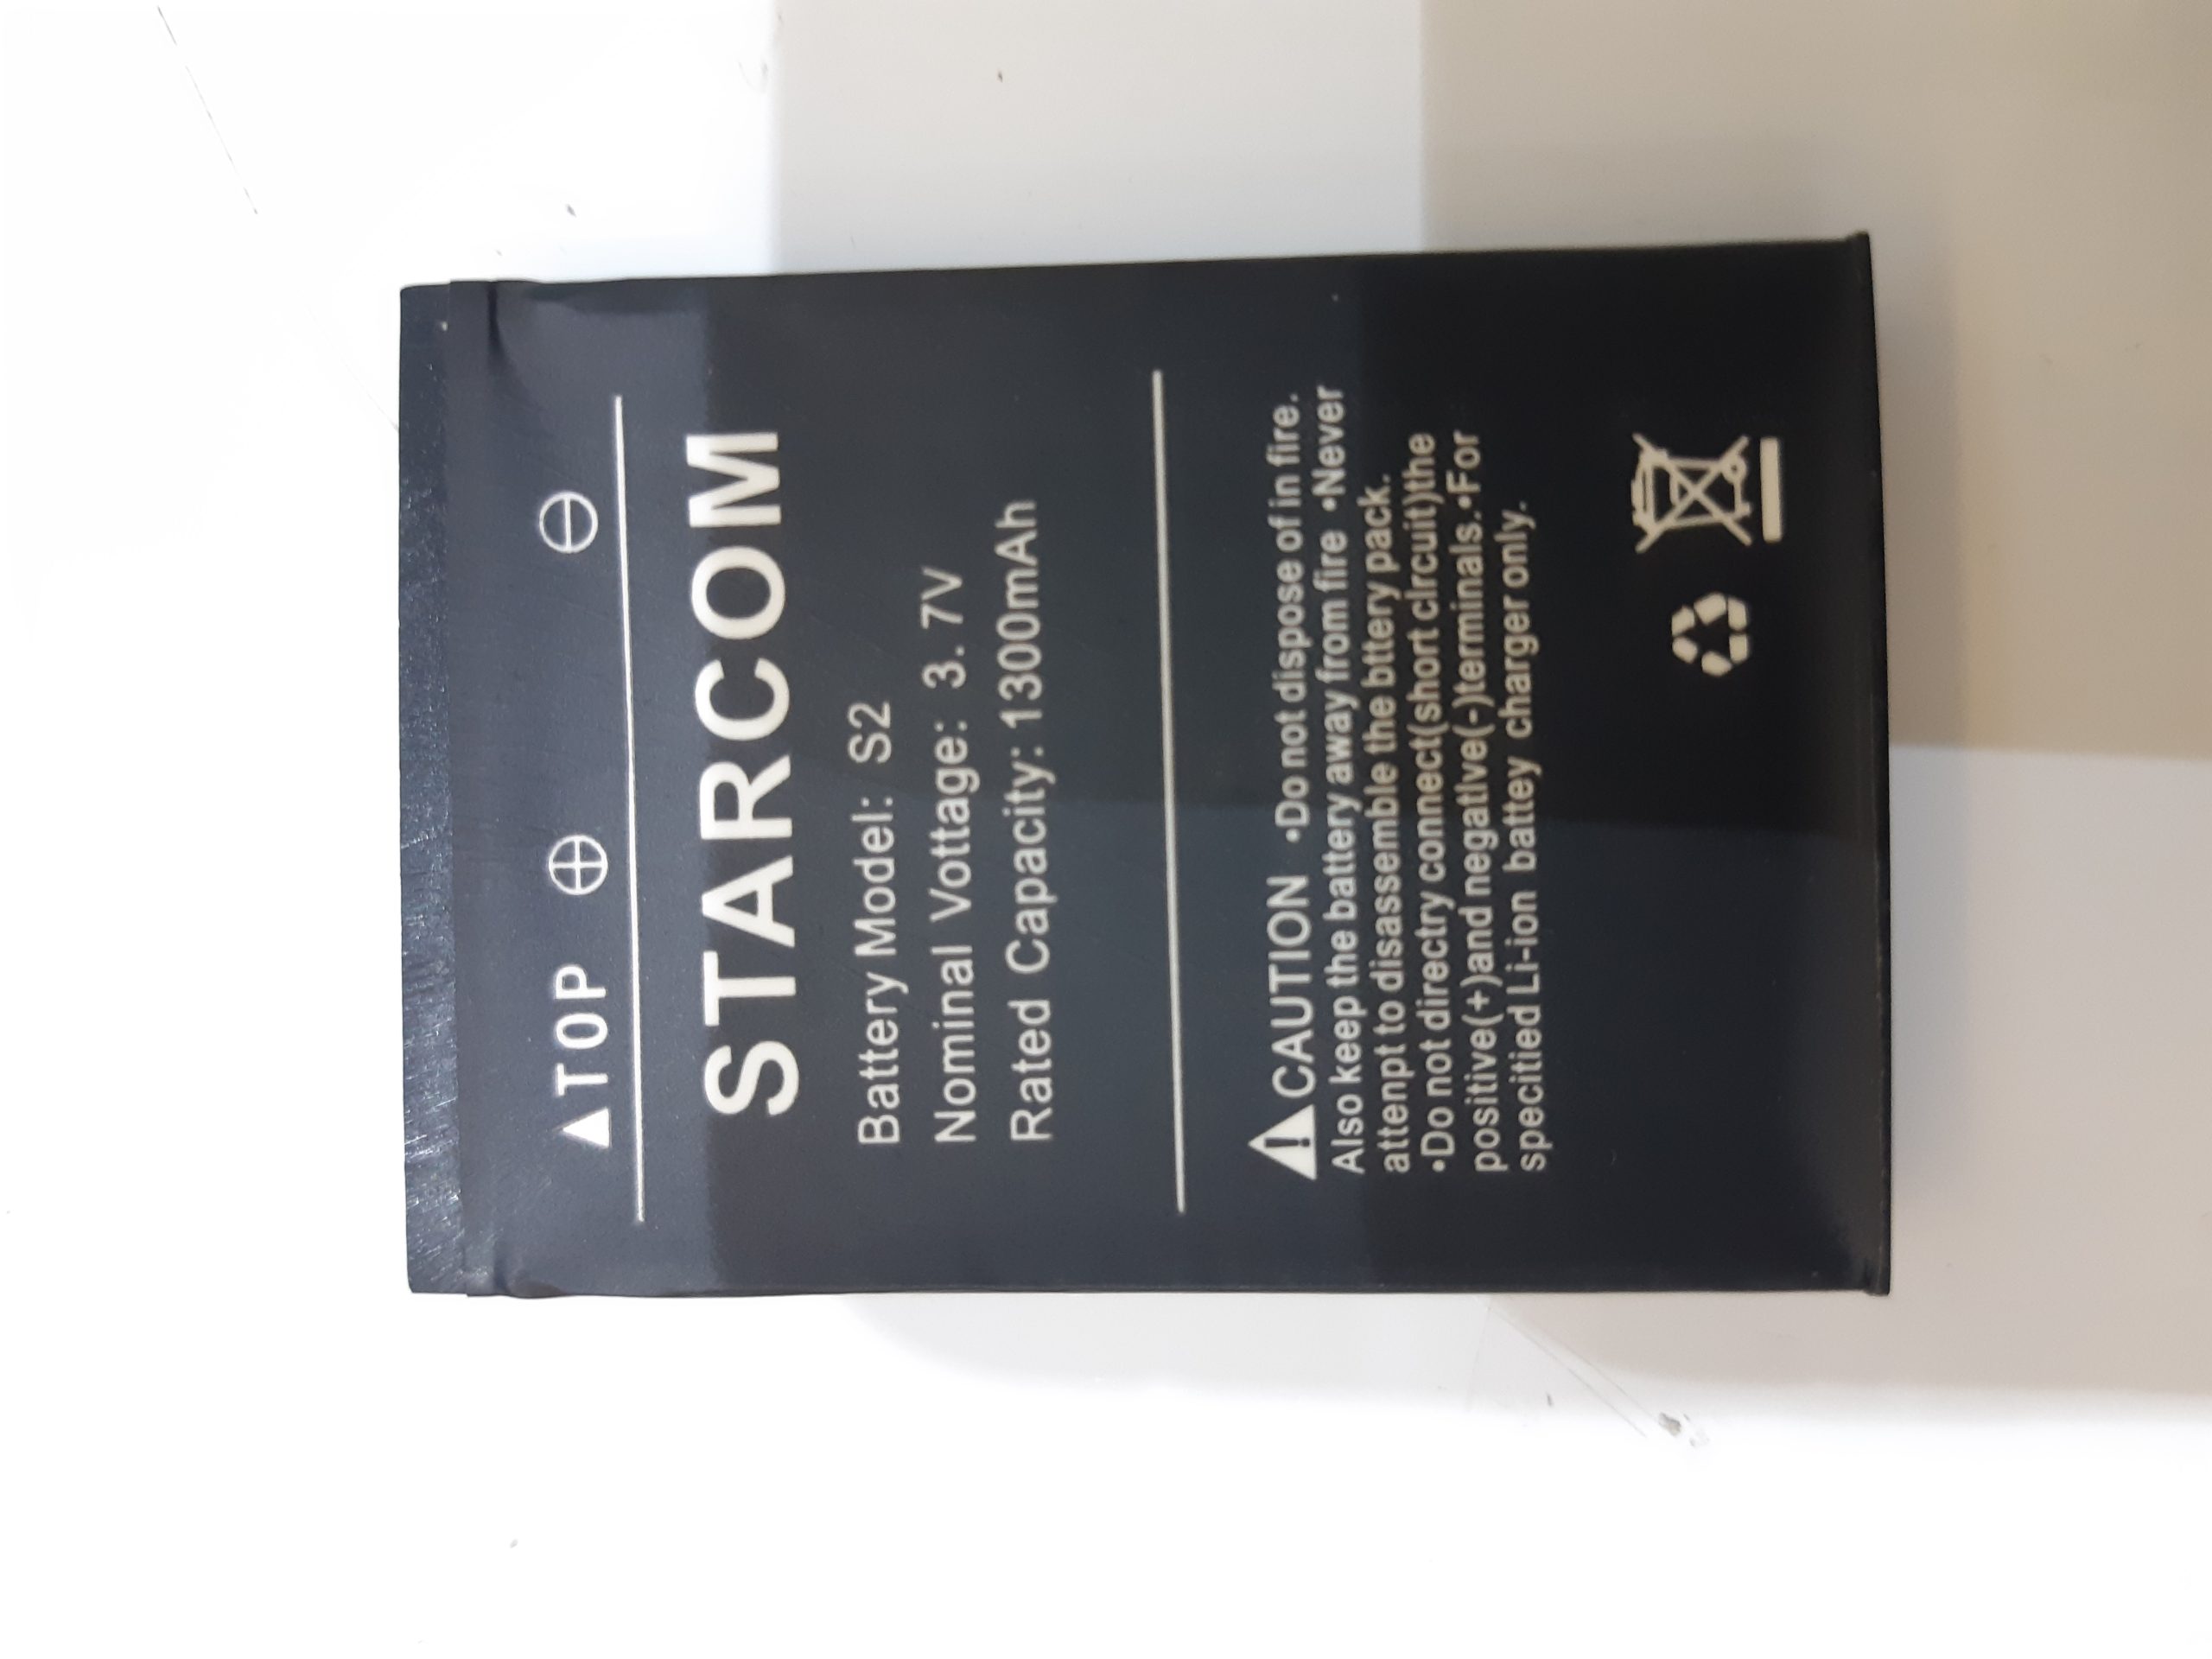 ▲TOP ⊕ ⊖
STARCOM
Battery Model: S2
Nominal Vottage: 3.7V
Rated Capacity: 1300mAh
CAUTION •Do not dispose of in fire.
Also keep the battery away from fire •Never
attenpt to disassemble the bttery pack.
•Do not directry connect(short clrcuit)the
positive(+)and negatlve(-)terminals.•For
specitied Li-ion battey charger only.